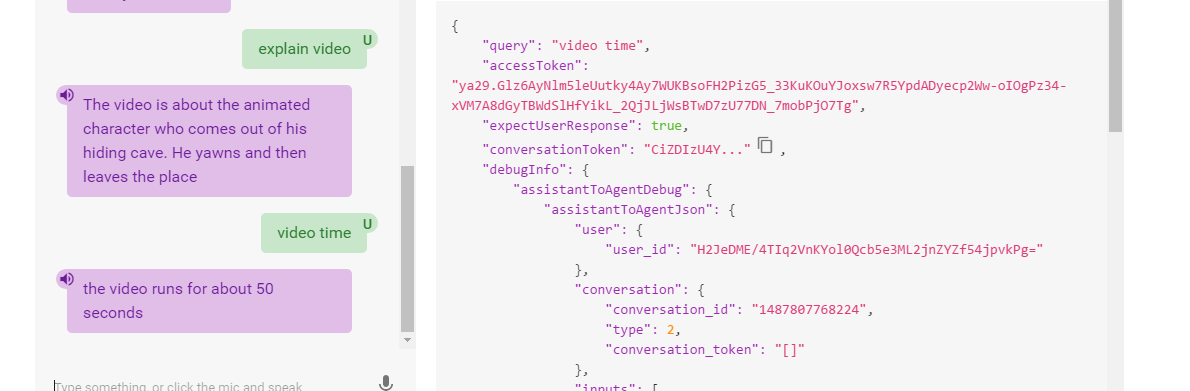 explain video
U
The video is about the animated
character who comes out of his
hiding cave. He yawns and then
leaves the place
video time
U
the video runs for about 50
seconds
Type something, or click the mic and speak
{
"query": "video time",
"accessToken":
"ya29.Glz6AyNlm5leUutky4Ay7WUKBsoFH2PizG5_33KuKOuYJoxsw7R5YpdADyecp2Ww-oIOgPz34-
xVM7A8dGyTBWdSlHfYikL_2QjJLjWsBTwD7zU77DN_7mobPjO7Tg",
"expectUserResponse": true,
"conversationToken": "CiZDIzU4Y..." ,
"debugInfo": {
"assistantToAgentDebug": {
"assistantToAgentJson": {
"user": {
"user_id": "H2JeDME/4TIq2VnKYol0Qcb5e3ML2jnZYZf54jpvkPg="
},
"conversation": {
"conversation_id": "1487807768224",
"type": 2,
"conversation_token": "[]"
},
"inputs": [